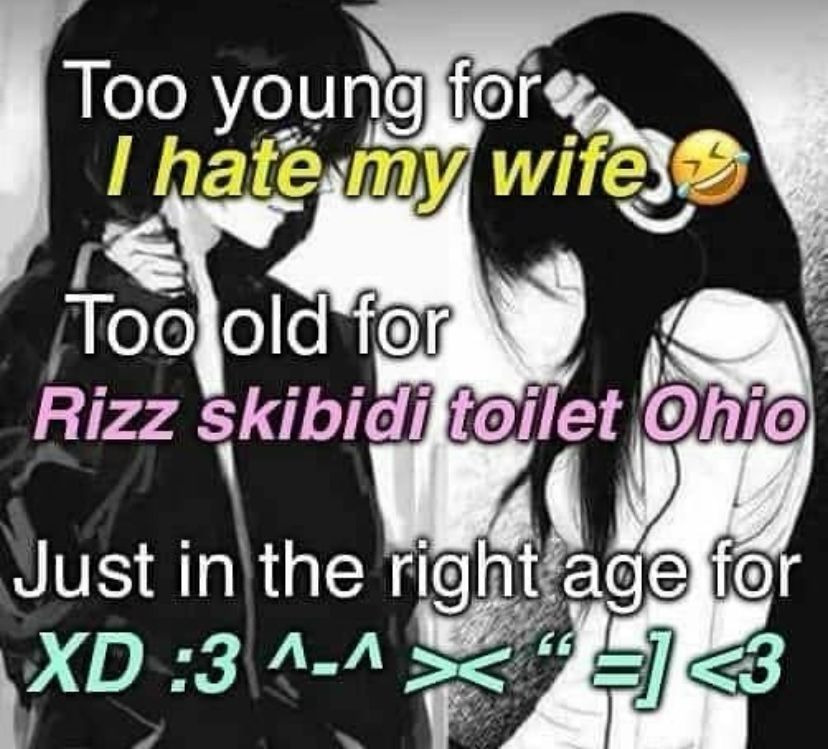 Too young for
I hate my wife🤣
Too old for
Rizz skibidi toilet Ohio
Just in the right age for
XD :3 ^-^ >< “ =] <3